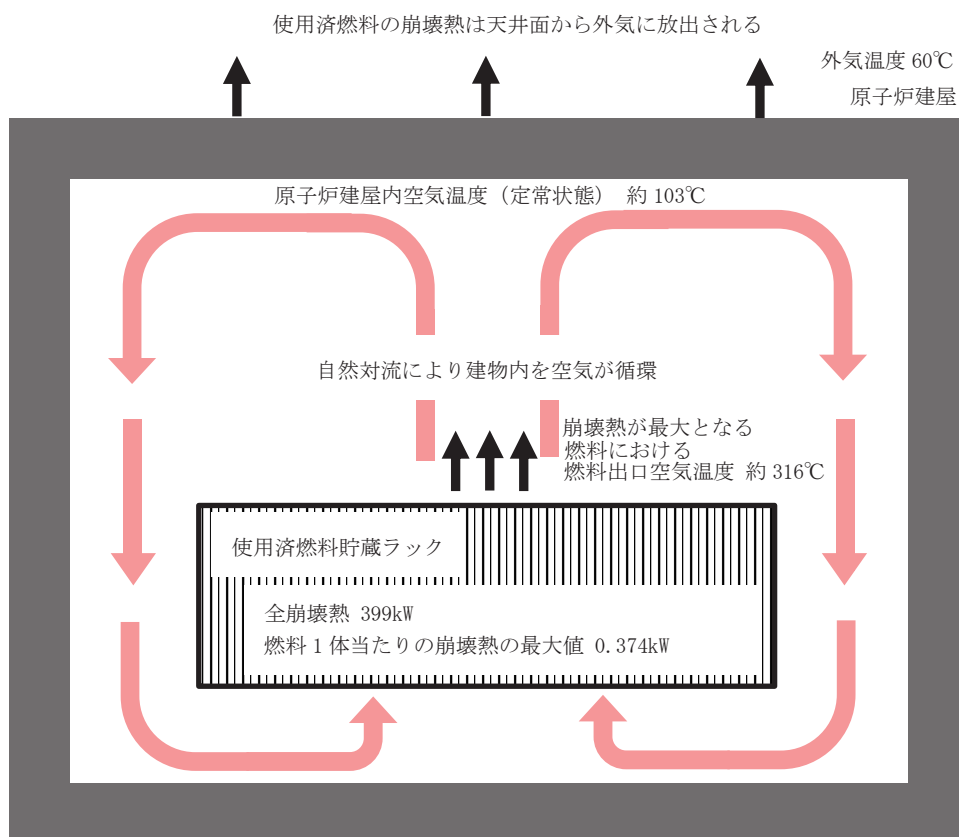 使用済燃料の崩壊熱は天井面から外気に放出される
外気温度 60℃
原子炉建屋
原子炉建屋内空気温度（定常状態） 約 103℃
自然対流により建物内を空気が循環
崩壊熱が最大となる
燃料における
燃料出口空気温度 約 316℃
使用済燃料貯蔵ラック
全崩壊熱 399kW
燃料 1 体当たりの崩壊熱の最大値 0.374kW